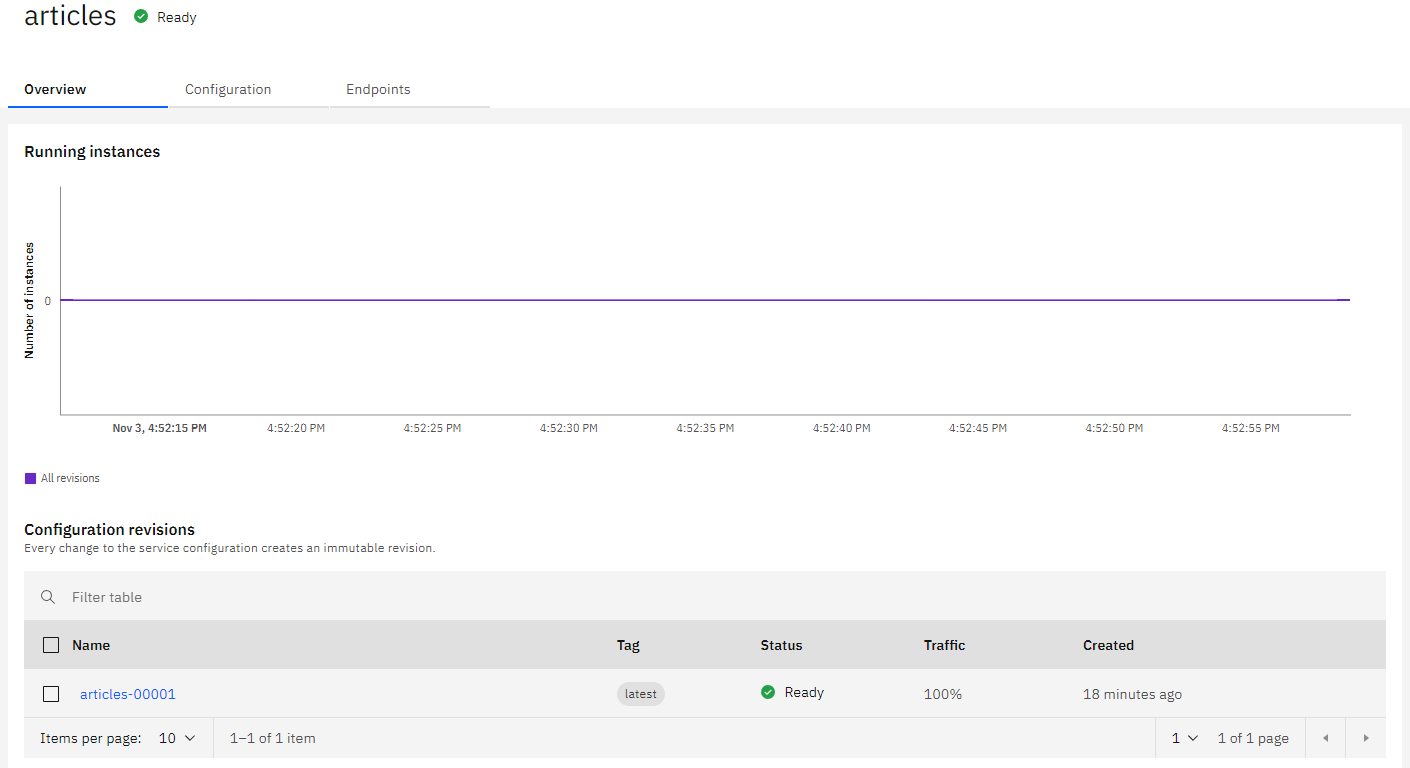 articles Ready
Overview Configuration Endpoints
Running instances
Number of instances
0
Nov 3, 4:52:15 PM 4:52:20 PM 4:52:25 PM 4:52:30 PM 4:52:35 PM 4:52:40 PM 4:52:45 PM 4:52:50 PM 4:52:55 PM
All revisions
Configuration revisions
Every change to the service configuration creates an immutable revision.
Filter table
Name Tag Status Traffic Created
articles-00001 latest Ready 100% 18 minutes ago
Items per page: 10 1–1 of 1 item 1 1 of 1 page